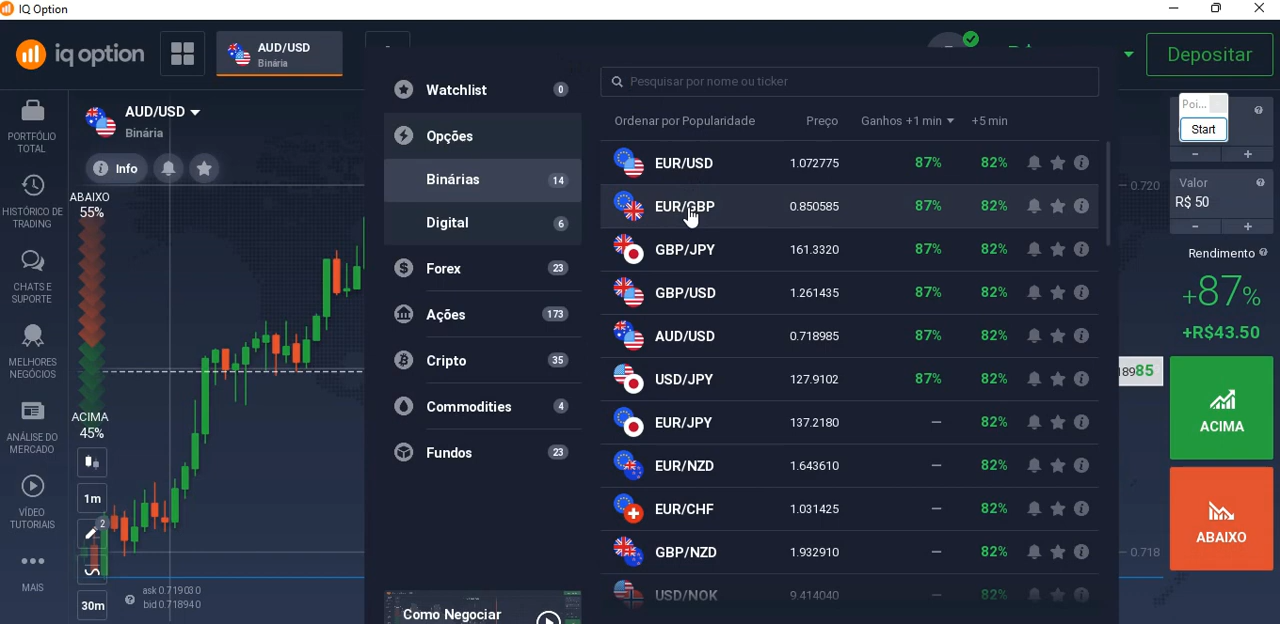 IQ Option
iq option
AUD/USD
Binária
Depositar
PORTFÓLIO
TOTAL
HISTÓRICO DE
TRADING
CHATS E
SUPORTE
MELHORES
NEGÓCIOS
ANÁLISE DO
MERCADO
VÍDEO
TUTORIAIS
MAIS
AUD/USD
Binária
Info
ABAIXO
55%
ACIMA
45%
1m
2
30m
ask 0.719030
bid 0.718940
Watchlist 0
Opções
Binárias 14
Digital 6
Forex 23
Ações 173
Cripto 35
Commodities 4
Fundos 23
Como Negociar
Pesquisar por nome ou ticker
Ordenar por Popularidade Preço Ganhos +1 min +5 min
EUR/USD 1.072775 87% 82%
EUR/GBP 0.850585 87% 82%
GBP/JPY 161.3320 87% 82%
GBP/USD 1.261435 87% 82%
AUD/USD 0.718985 87% 82%
USD/JPY 127.9102 87% 82%
EUR/JPY 137.2180 – 82%
EUR/NZD 1.643610 – 82%
EUR/CHF 1.031425 – 82%
GBP/NZD 1.932910 – 82%
USD/NOK 9.414040 – 82%
0.720
8985
0.718
Poi...
Start
- +
Valor
R$ 50
- +
Rendimento
+87%
+R$43.50
ACIMA
ABAIXO